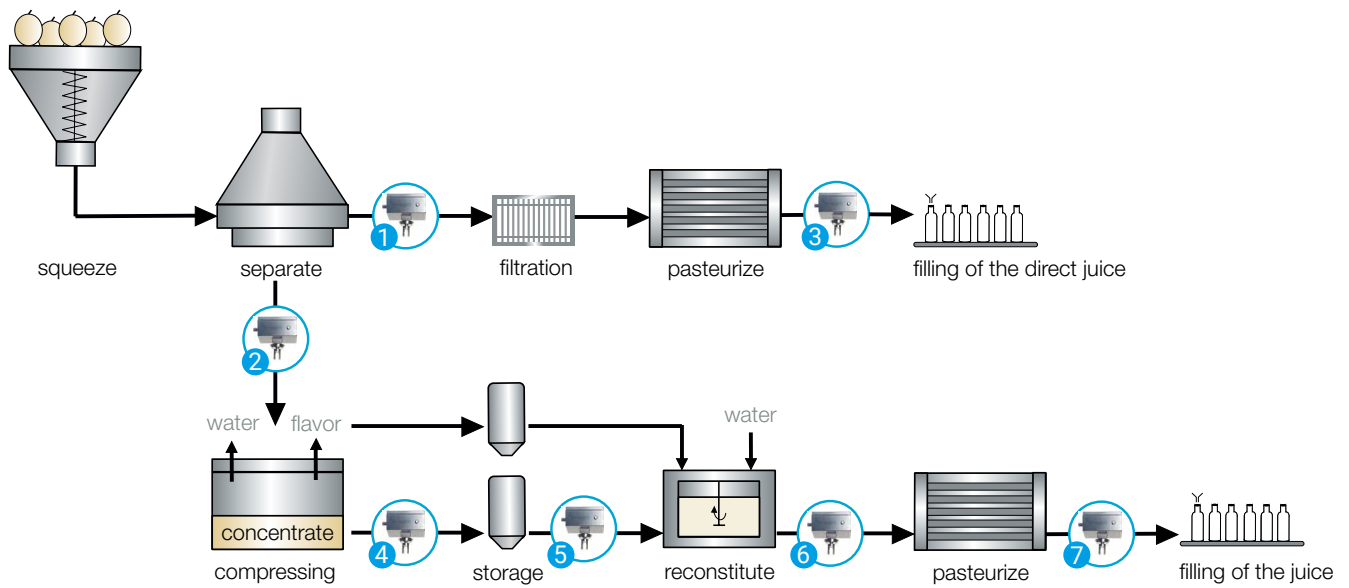 1
3
squeeze
separate
filtration
pasteurize
filling of the direct juice
2
water
flavor
water
concentrate
4
5
6
7
compressing
storage
reconstitute
pasteurize
filling of the juice